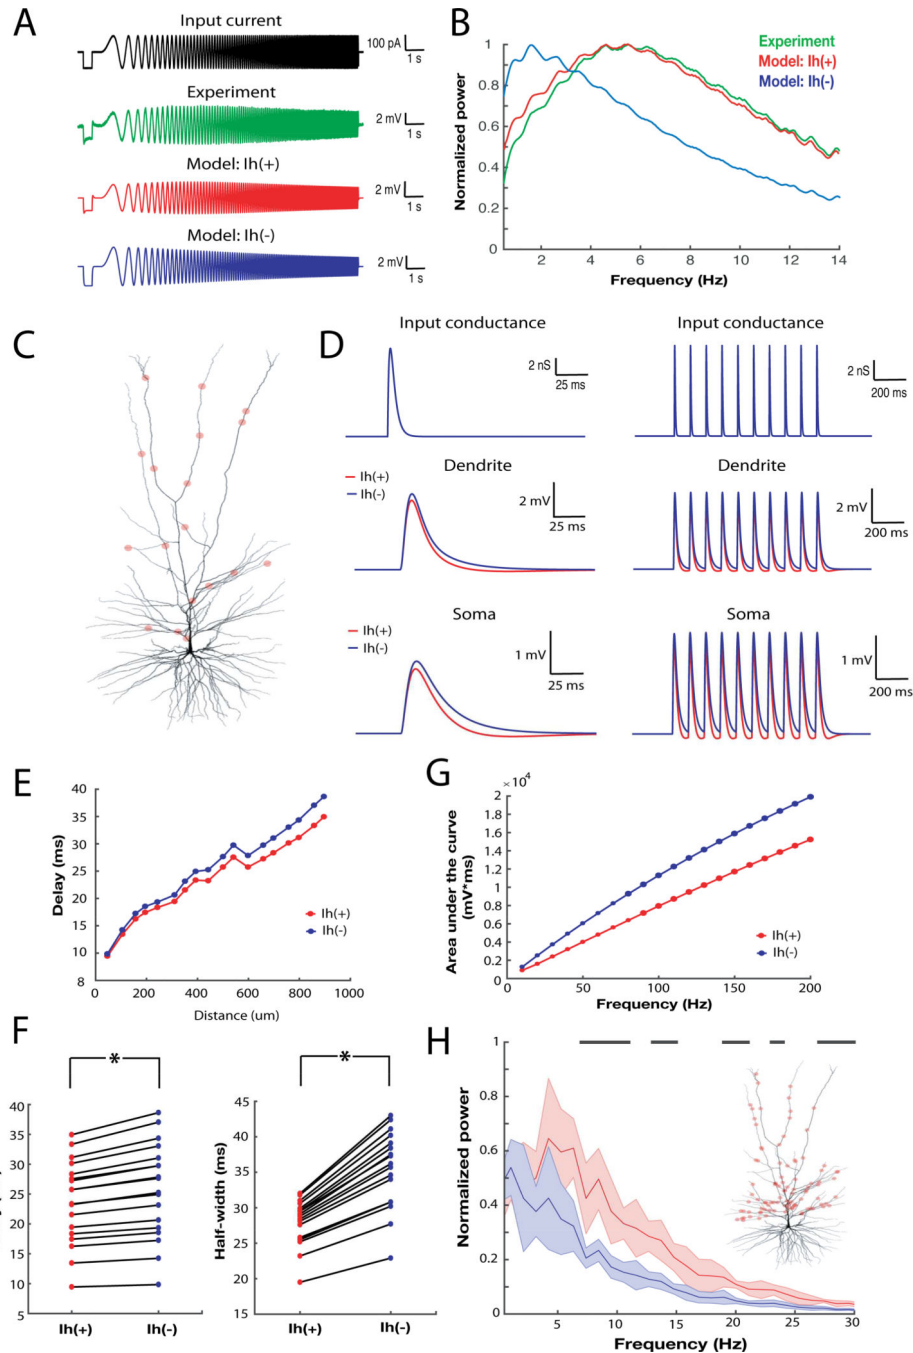 A
Input current
100 pA
1 s
Experiment
2 mV
1 s
Model: Ih(+)
2 mV
1 s
Model: Ih(-)
2 mV
1 s
B
Normalized power
1
0.8
0.6
0.4
0.2
0
2
4
6
8
10
12
14
Frequency (Hz)
Experiment
Model: Ih(+)
Model: Ih(-)
C
D
Input conductance
2 nS
25 ms
Input conductance
2 nS
200 ms
Dendrite
Ih(+)
Ih(-)
2 mV
25 ms
Dendrite
2 mV
200 ms
Soma
Ih(+)
Ih(-)
1 mV
25 ms
Soma
1 mV
200 ms
E
Delay (ms)
40
35
30
25
20
15
10
8
0
200
400
600
800
1000
Distance (um)
Ih(+)
Ih(-)
G
×10⁴
Area under the curve
(mV*ms)
2
1.8
1.6
1.4
1.2
1
0.8
0.6
0.4
0.2
0
0
50
100
150
200
Frequency (Hz)
Ih(+)
Ih(-)
F
*
40
35
30
25
20
15
10
5
Ih(+)
Ih(-)
*
Half-width (ms)
45
40
35
30
25
20
15
Ih(+)
Ih(-)
H
Normalized power
1
0.8
0.6
0.4
0.2
0
5
10
15
20
25
30
Frequency (Hz)